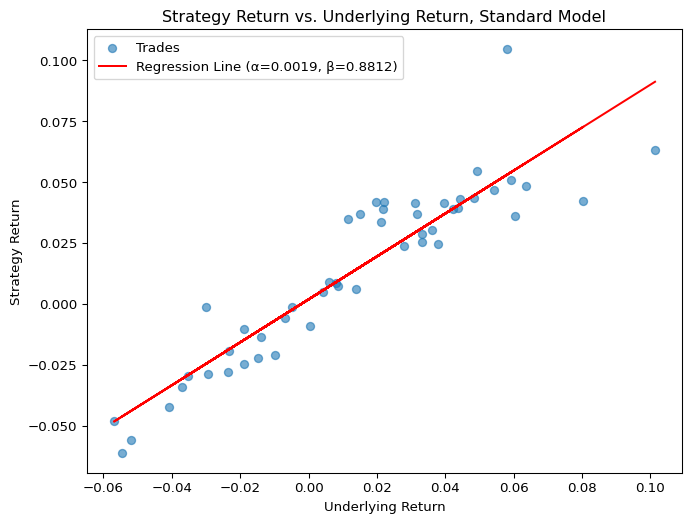 Strategy Return vs. Underlying Return, Standard Model
Trades
Regression Line (α=0.0019, β=0.8812)
0.100
0.075
0.050
0.025
0.000
−0.025
−0.050
Strategy Return
−0.06 −0.04 −0.02 0.00 0.02 0.04 0.06 0.08 0.10
Underlying Return